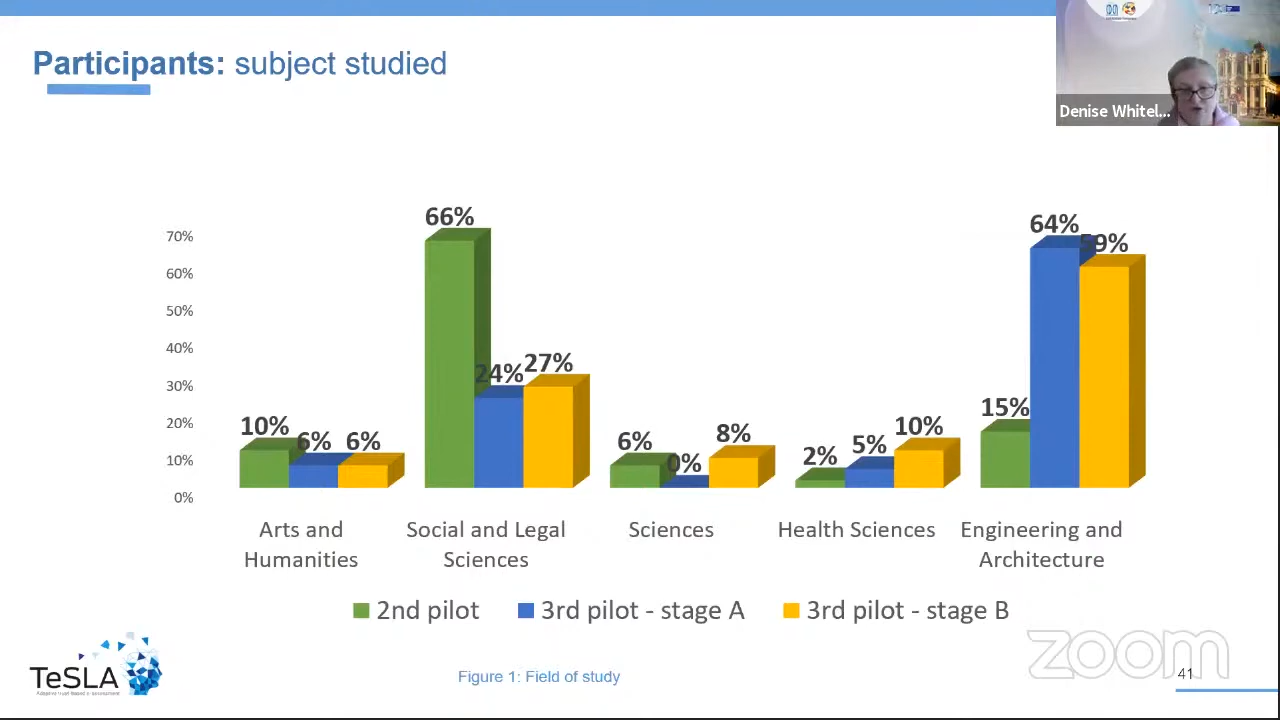 Participants: subject studied
Denise Whitel...
66%
64%
59%
70%
60%
50%
40%
30%
20%
10%
0%
10%
6%
6%
24%
27%
6%
0%
8%
2%
5%
10%
15%
Arts and
Humanities
Social and Legal
Sciences
Sciences
Health Sciences
Engineering and
Architecture
2nd pilot
3rd pilot - stage A
3rd pilot - stage B
zoom
TeSLA
Figure 1: Field of study
41